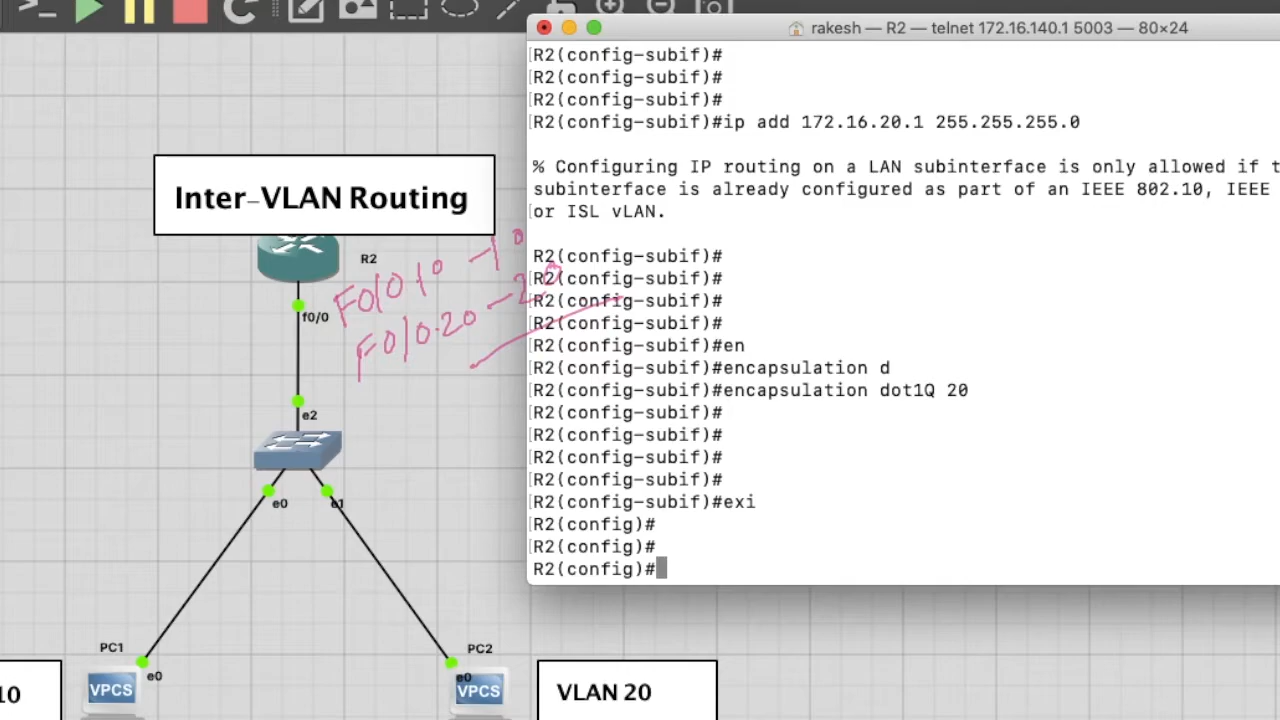 rakesh — R2 — telnet 172.16.140.1 5003 — 80×24
R2(config-subif)#
R2(config-subif)#
R2(config-subif)#
R2(config-subif)#ip add 172.16.20.1 255.255.255.0
% Configuring IP routing on a LAN subinterface is only allowed if t
subinterface is already configured as part of an IEEE 802.10, IEEE
or ISL vLAN.
R2(config-subif)#
R2(config-subif)#
R2(config-subif)#
R2(config-subif)#
R2(config-subif)#en
R2(config-subif)#encapsulation d
R2(config-subif)#encapsulation dot1Q 20
R2(config-subif)#
R2(config-subif)#
R2(config-subif)#
R2(config-subif)#
R2(config-subif)#exi
R2(config)#
R2(config)#
R2(config)#
Inter-VLAN Routing
R2
f0/0
F0/0.10 - 10
F0/0.20 - 20
e2
e0
e1
PC1
e0
VPCS
PC2
e0
VPCS
10
VLAN 20